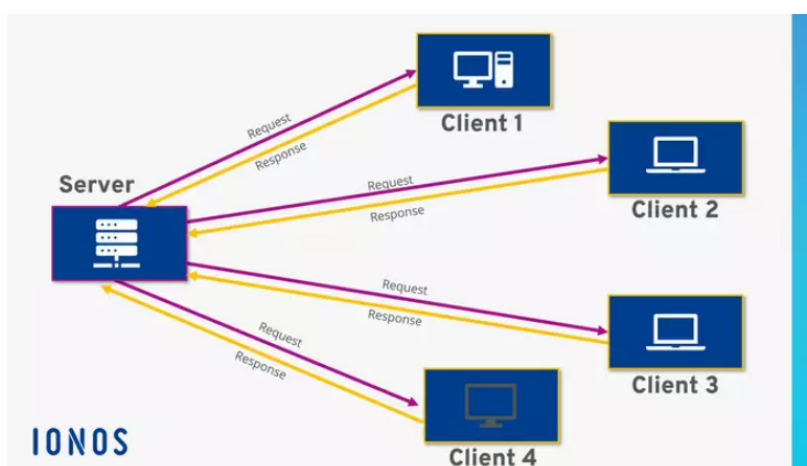 Client 1
Request
Response
Server
Request
Response
Client 2
Request
Response
Request
Response
Client 3
Client 4
IONOS